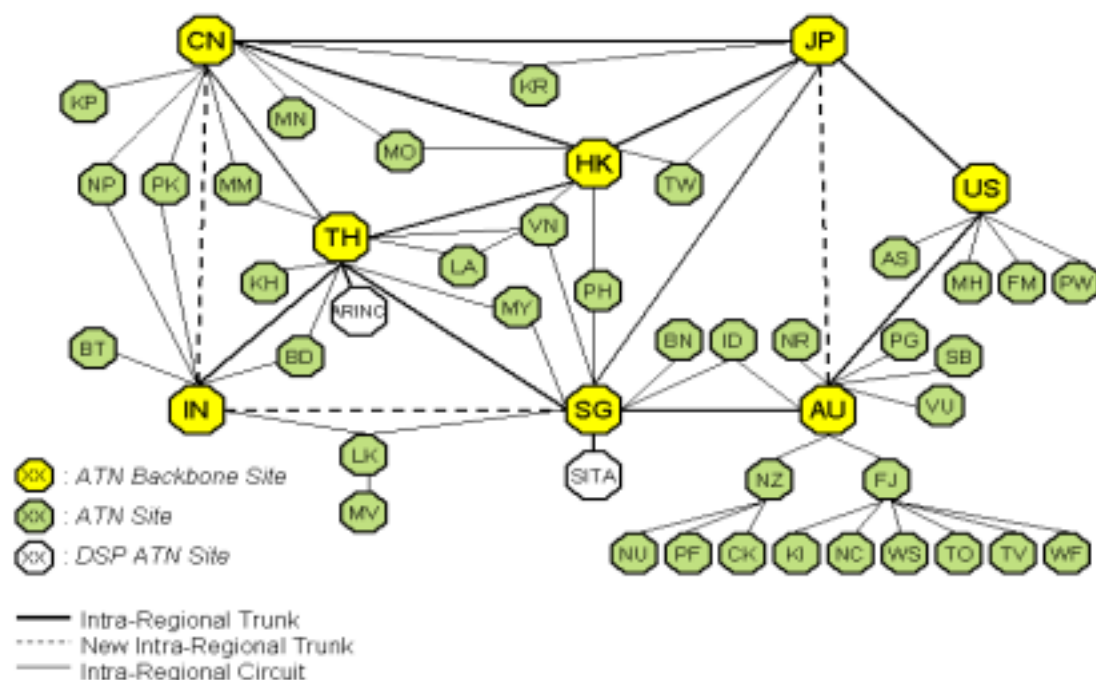 CN
JP
KR
KP
MN
MO
HK
NP
PK
MM
TW
US
TH
VN
LA
AS
KH
ARINC
MY
PH
MH
FM
PW
BT
BD
BN
ID
NR
PG
SB
IN
SG
AU
VU
LK
SITA
NZ
FJ
MV
NU
PF
CK
KI
NC
WS
TO
TV
WF
XX : ATN Backbone Site
XX : ATN Site
XX : DSP ATN Site
Intra-Regional Trunk
New Intra-Regional Trunk
Intra-Regional Circuit